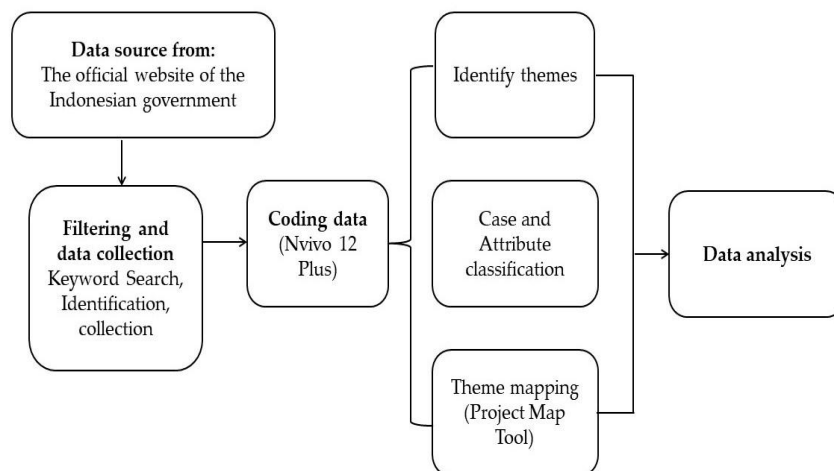 Data source from:
The official website of the
Indonesian government
Filtering and
data collection
Keyword Search,
Identification,
collection
Coding data
(Nvivo 12
Plus)
Identify themes
Case and
Attribute
classification
Theme mapping
(Project Map
Tool)
Data analysis